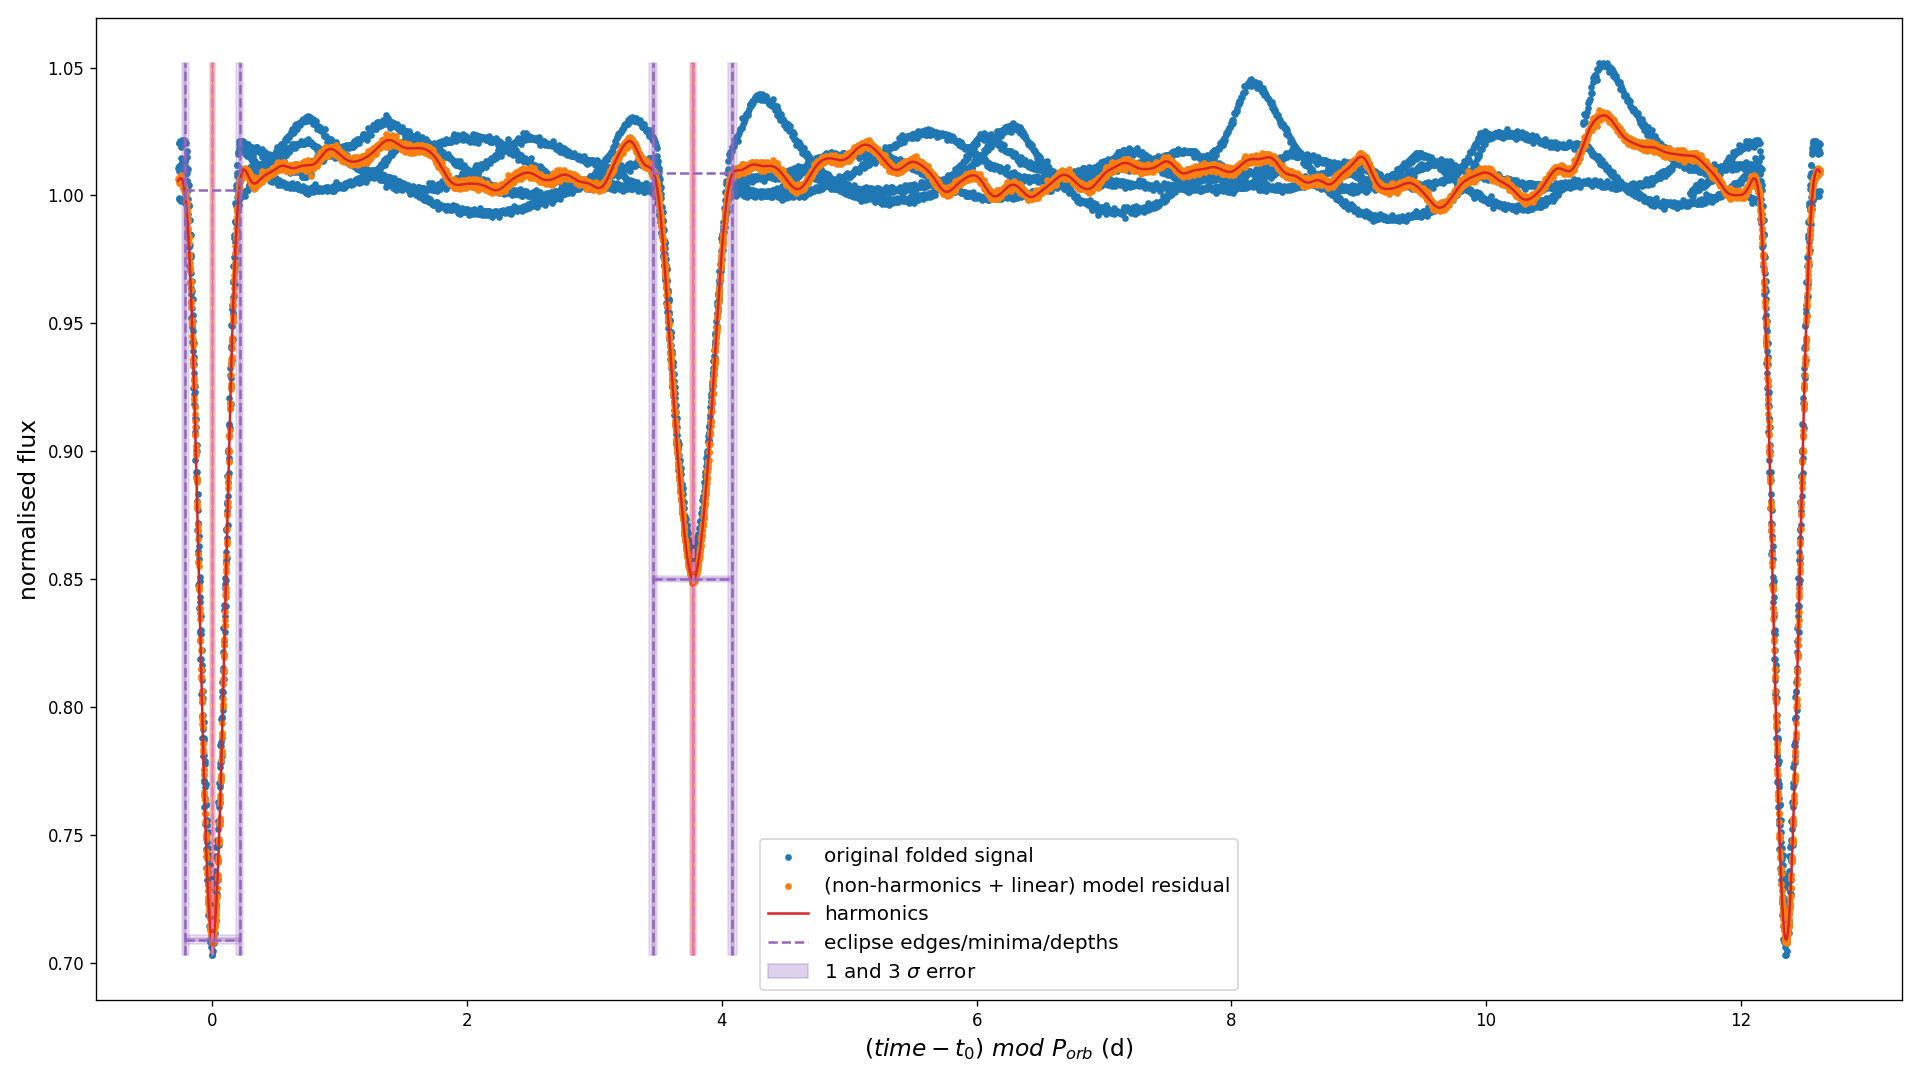 normalised flux
1.05
1.00
0.95
0.90
0.85
0.80
0.75
0.70
original folded signal
(non-harmonics + linear) model residual
harmonics
eclipse edges/minima/depths
1 and 3 σ error
0 2 4 6 8 10 12
(time − t₀) mod P_orb (d)